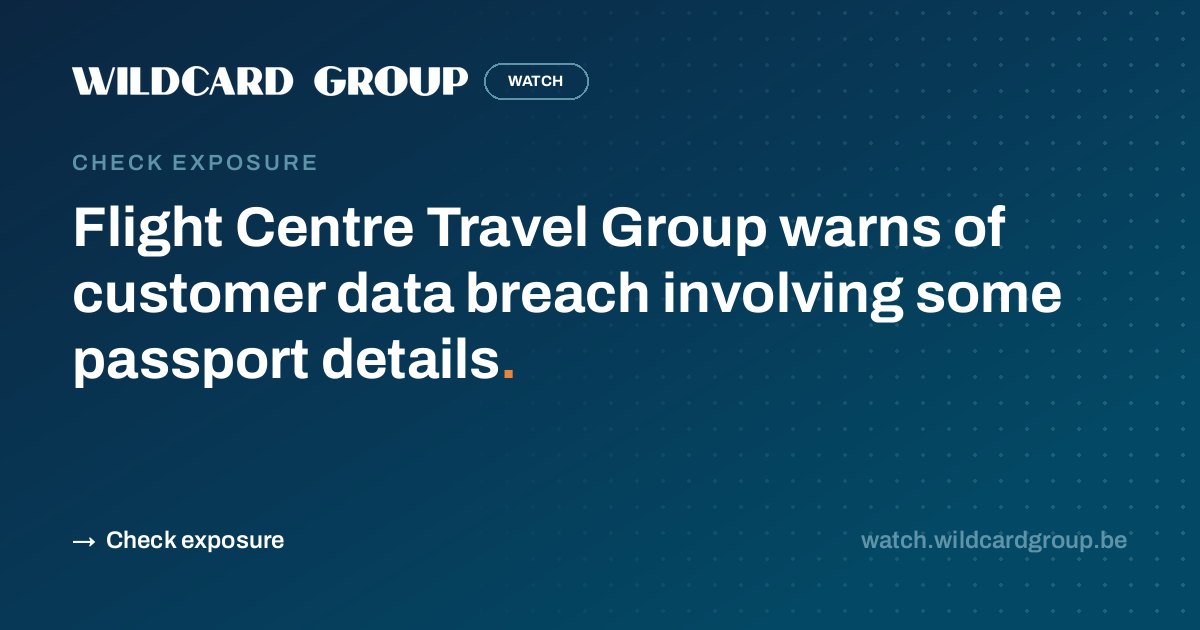 WILDCARD GROUP WATCH
CHECK EXPOSURE
Flight Centre Travel Group warns of
customer data breach involving some
passport details.
→ Check exposure
watch.wildcardgroup.be